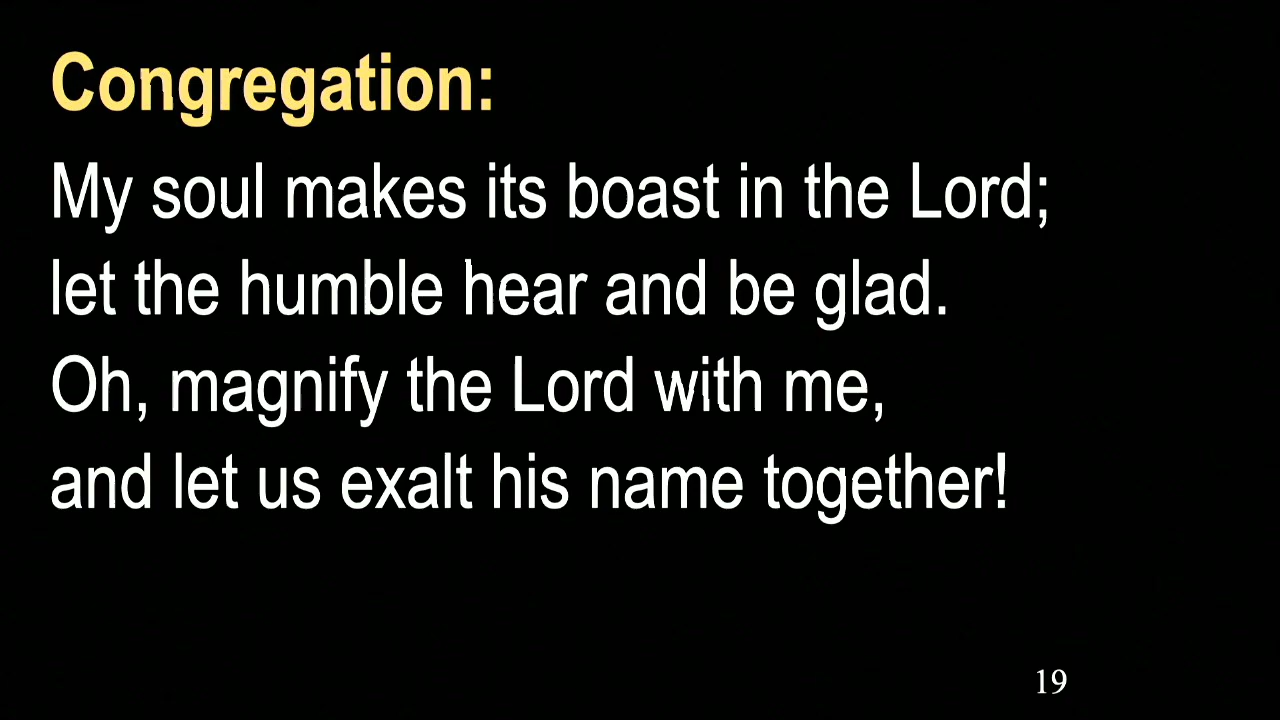 Congregation:
My soul makes its boast in the Lord;
let the humble hear and be glad.
Oh, magnify the Lord with me,
and let us exalt his name together!
19